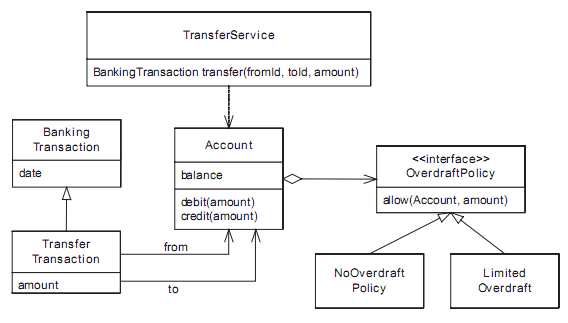 TransferService
BankingTransaction transfer(fromId, toId, amount)
Banking
Transaction
date
Account
balance
debit(amount)
credit(amount)
<<interface>>
OverdraftPolicy
allow(Account, amount)
Transfer
Transaction
amount
from
to
NoOverdraft
Policy
Limited
Overdraft